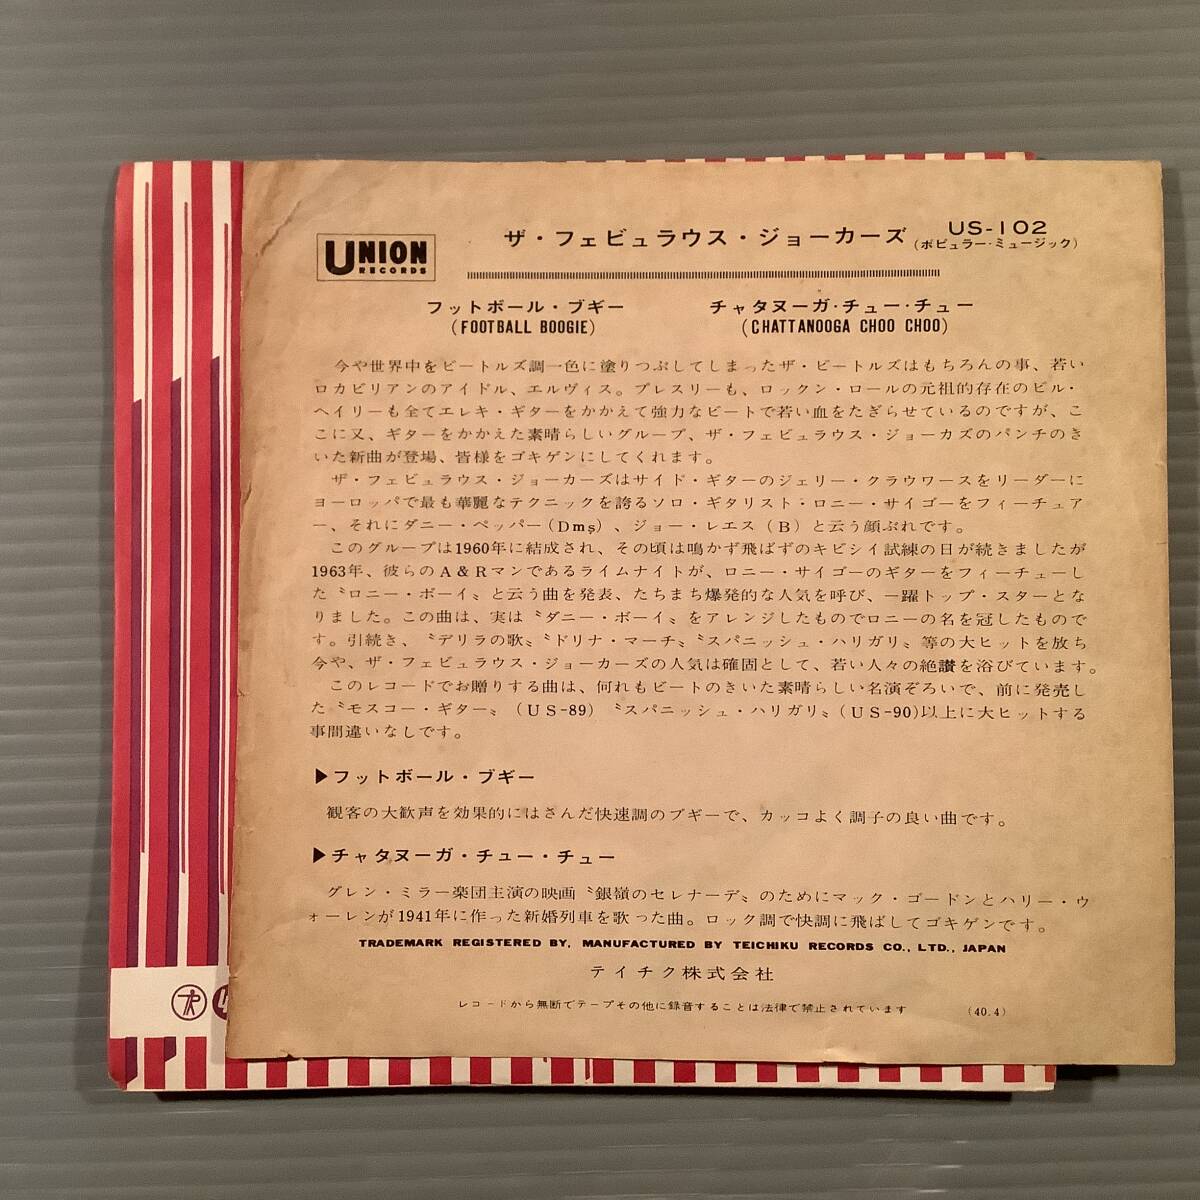 UNION
RECORDS
ザ・フェビュラウス・ジョーカーズ
US-102
(ポピュラー・ミュージック)
フットボール・ブギー
(FOOTBALL BOOGIE)
チャタヌーガ・チュー・チュー
(CHATTANOOGA CHOO CHOO)
今や世界中をビートルズ調一色に塗りつぶしてしまったザ・ビートルズはもちろんの事、若い
ロカビリアンのアイドル、エルヴィス。プレスリーも、ロックン・ロールの元祖的存在のビル・
ヘイリーも全てエレキ・ギターをかかえて強力なビートで若い血をたぎらせているのですが、こ
こに又、ギターをかかえた素晴らしいグループ、ザ・フェビュラウス・ジョーカズのパンチのき
いた新曲が登場、皆様をゴキゲンにしてくれます。
ザ・フェビュラウス・ジョーカーズはサイド・ギターのジェリー・クラウワースをリーダーに
ヨーロッパで最も華麗なテクニックを誇るソロ・ギタリスト・ロニー・サイゴーをフィーチュア
ー、それにダニー・ペッパー(Dms)、ジョー・レエス(B)と云う顔ぶれです。
このグループは1960年に結成され、その頃は鳴かず飛ばずのキビシイ試練の日が続きましたが
1963年、彼らのA&Rマンであるライムナイトが、ロニー・サイゴーのギターをフィーチューし
た〝ロニー・ボーイ〟と云う曲を発表、たちまち爆発的な人気を呼び、一躍トップ・スターとな
りました。この曲は、実は〝ダニー・ボーイ〟をアレンジしたものでロニーの名を冠したもので
す。引続き、〝デリラの歌〟〝ドリナ・マーチ〟〝スパニッシュ・ハリガリ〟等の大ヒットを放ち
今や、ザ・フェビュラウス・ジョーカーズの人気は確固として、若い人々の絶讃を浴びています。
このレコードでお贈りする曲は、何れもビートのきいた素晴らしい名演ぞろいで、前に発売し
た〝モスコー・ギター〟(US-89)〝スパニッシュ・ハリガリ〟(US-90)以上に大ヒットする
事間違いなしです。
▶フットボール・ブギー
観客の大歓声を効果的にはさんだ快速調のブギーで、カッコよく調子の良い曲です。
▶チャタヌーガ・チュー・チュー
グレン・ミラー楽団主演の映画〝銀嶺のセレナーデ〟のためにマック・ゴードンとハリー・ウ
ォーレンが1941年に作った新婚列車を歌った曲。ロック調で快調に飛ばしてゴキゲンです。
TRADEMARK REGISTERED BY, MANUFACTURED BY TEICHIKU RECORDS CO., LTD., JAPAN
テイチク株式会社
レコードから無断でテープその他に録音することは法律で禁止されています
(40.4)